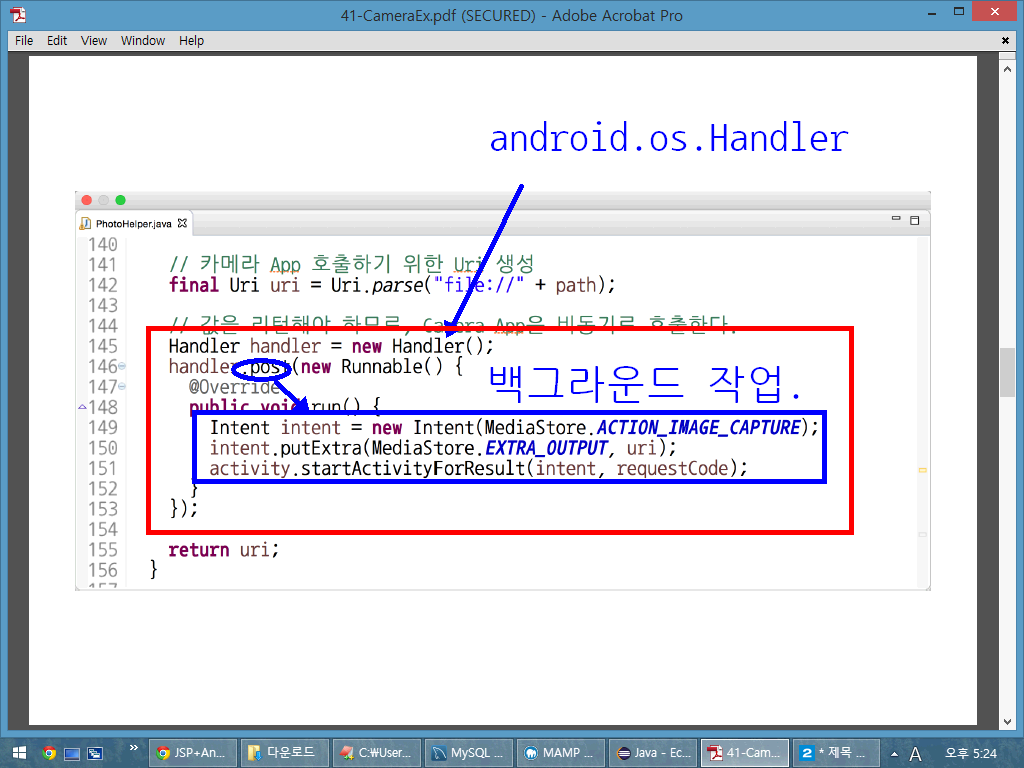 41-CameraEx.pdf (SECURED) - Adobe Acrobat Pro
File Edit View Window Help
android.os.Handler
PhotoHelper.java
140
141 // 카메라 App 호출하기 위한 Uri 생성
142 final Uri uri = Uri.parse("file://" + path);
143
144 // 값을 리턴해야 하므로, Camera App을 비동기로 호출한다.
145 Handler handler = new Handler();
146 handler.post(new Runnable() {
백그라운드 작업.
147 @Override
148 public void run() {
149 Intent intent = new Intent(MediaStore.ACTION_IMAGE_CAPTURE);
150 intent.putExtra(MediaStore.EXTRA_OUTPUT, uri);
151 activity.startActivityForResult(intent, requestCode);
152 }
153 });
154
155 return uri;
156 }
157
JSP+An... 다운로드 C:\User... MySQL ... MAMP ... Java - Ec... 41-Cam... 2 * 제목 ... A 오후 5:24